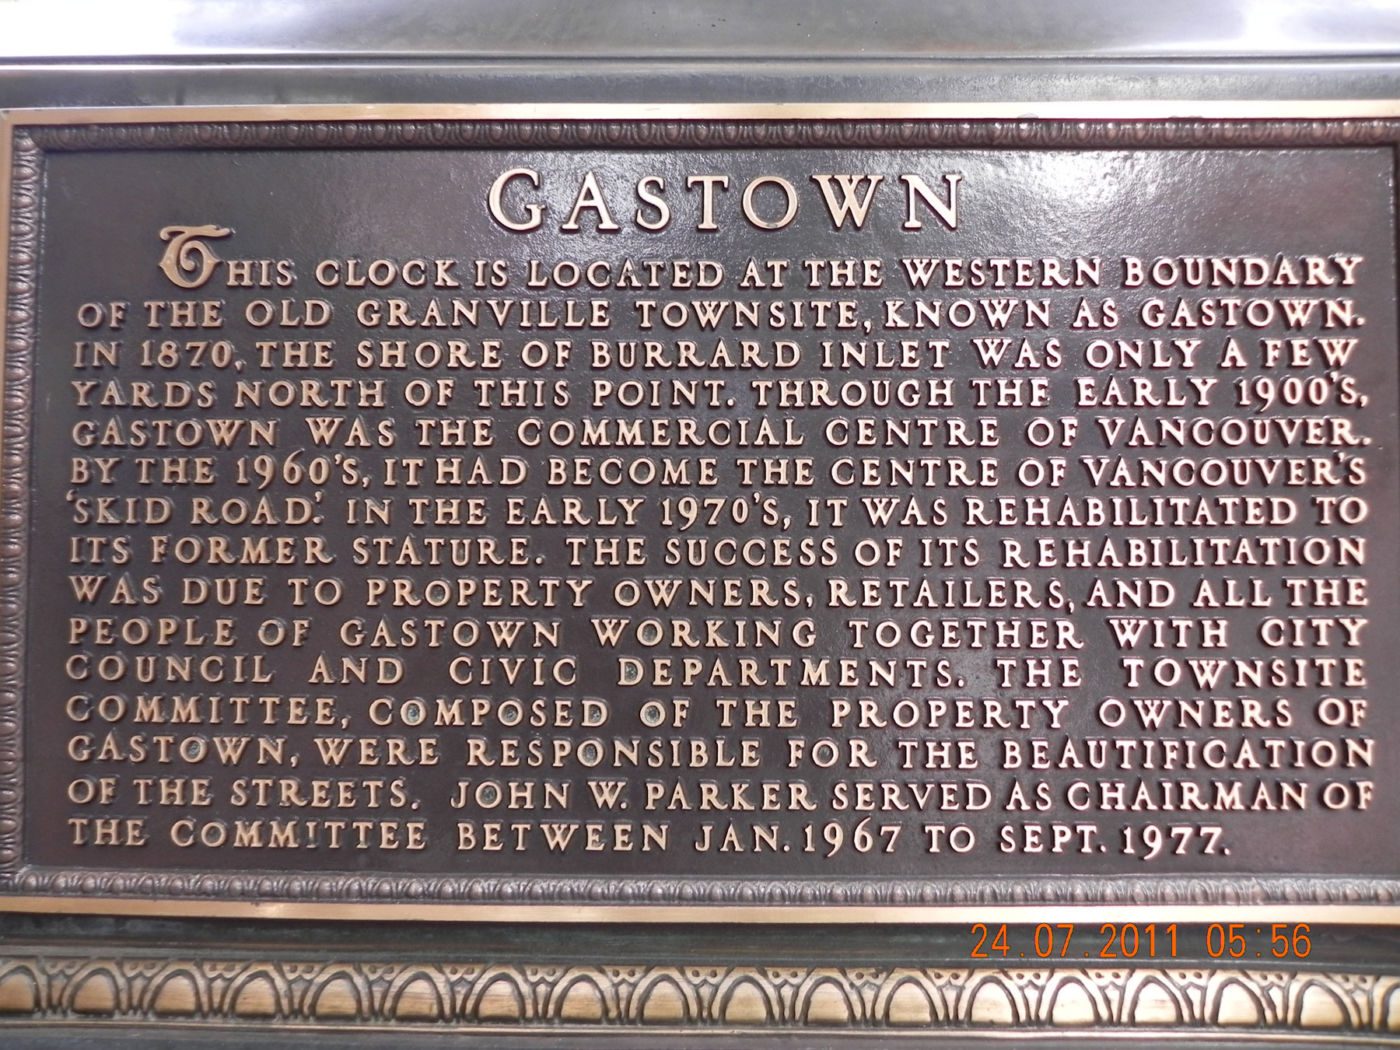 GASTOWN
THIS CLOCK IS LOCATED AT THE WESTERN BOUNDARY
OF THE OLD GRANVILLE TOWNSITE, KNOWN AS GASTOWN.
IN 1870, THE SHORE OF BURRARD INLET WAS ONLY A FEW
YARDS NORTH OF THIS POINT. THROUGH THE EARLY 1900'S,
GASTOWN WAS THE COMMERCIAL CENTRE OF VANCOUVER.
BY THE 1960'S, IT HAD BECOME THE CENTRE OF VANCOUVER'S
'SKID ROAD'. IN THE EARLY 1970'S, IT WAS REHABILITATED TO
ITS FORMER STATURE. THE SUCCESS OF ITS REHABILITATION
WAS DUE TO PROPERTY OWNERS, RETAILERS, AND ALL THE
PEOPLE OF GASTOWN WORKING TOGETHER WITH CITY
COUNCIL AND CIVIC DEPARTMENTS. THE TOWNSITE
COMMITTEE, COMPOSED OF THE PROPERTY OWNERS OF
GASTOWN, WERE RESPONSIBLE FOR THE BEAUTIFICATION
OF THE STREETS. JOHN W. PARKER SERVED AS CHAIRMAN OF
THE COMMITTEE BETWEEN JAN. 1967 TO SEPT. 1977.
24.07.2011 05:56